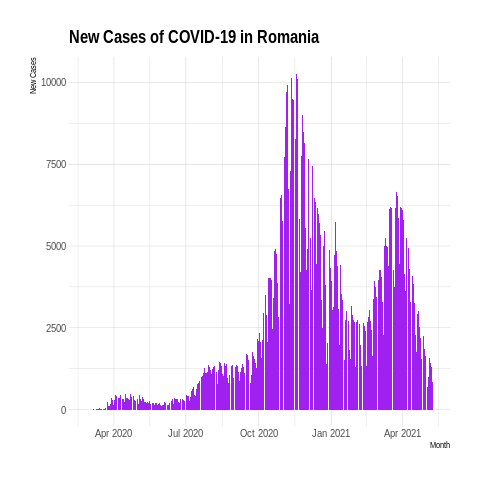 New Cases of COVID-19 in Romania
New Cases
10000
7500
5000
2500
0
Apr 2020 Jul 2020 Oct 2020 Jan 2021 Apr 2021
Month